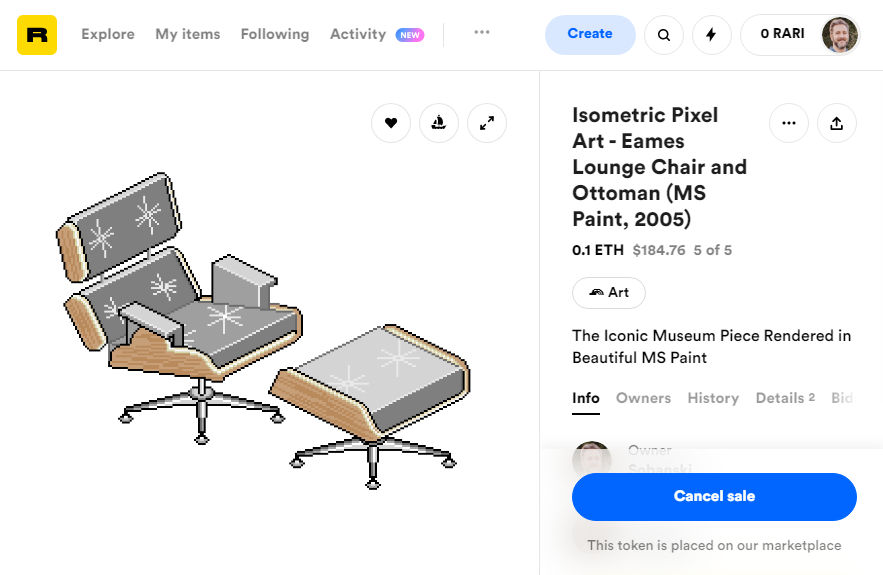 R
Explore My items Following Activity NEW ... Create 0 RARI
Isometric Pixel
Art - Eames
Lounge Chair and
Ottoman (MS
Paint, 2005)
0.1 ETH $184.76 5 of 5
Art
The Iconic Museum Piece Rendered in
Beautiful MS Paint
Info Owners History Details 2 Bid
Owner
Sobanski
Cancel sale
This token is placed on our marketplace